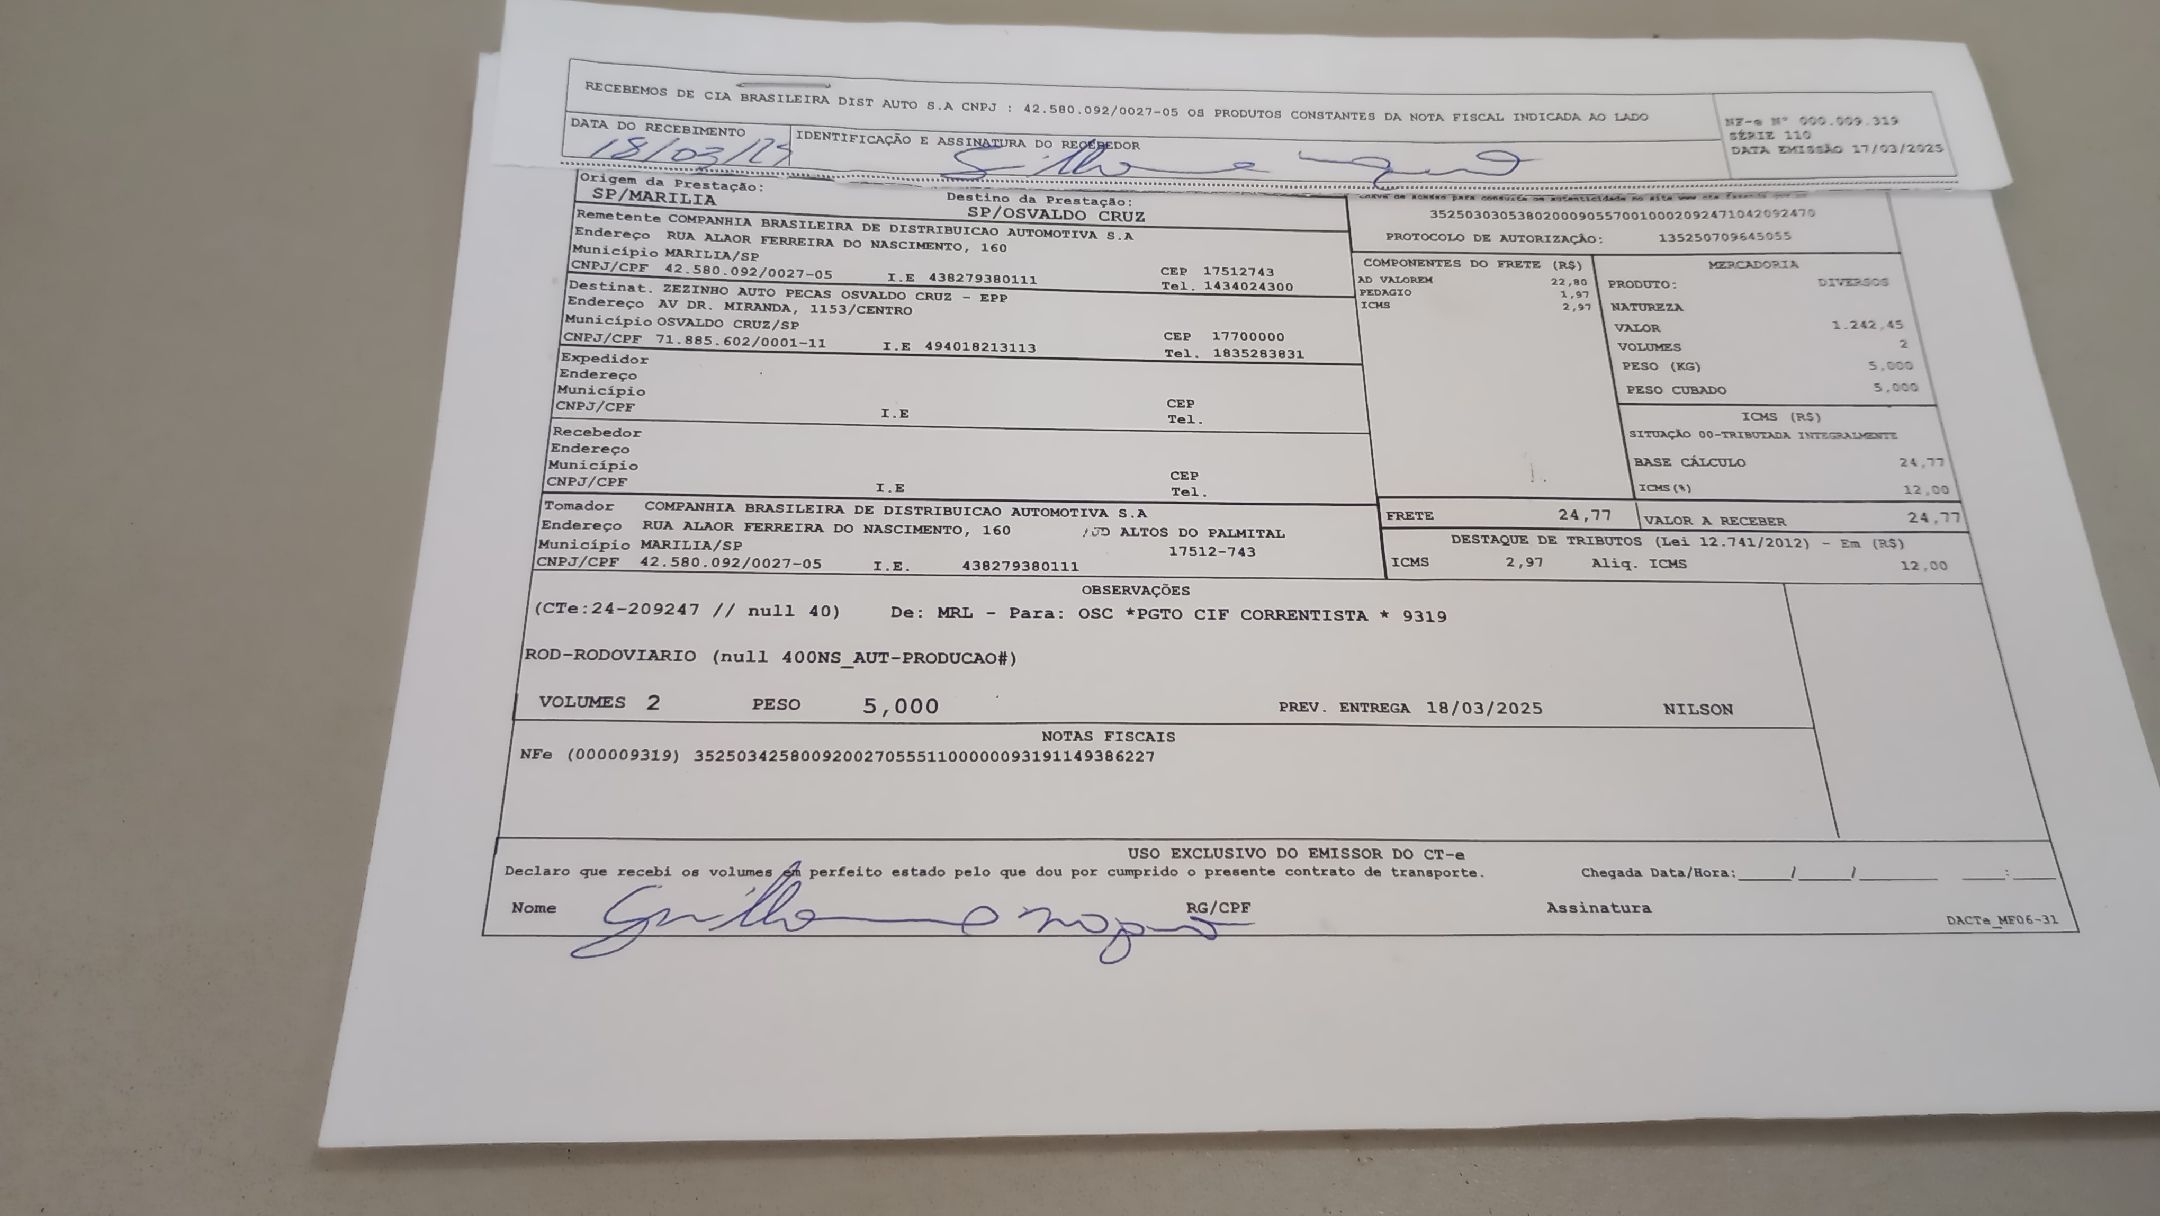 RECEBEMOS DE CIA BRASILEIRA DIST AUTO S.A CNPJ : 42.580.092/0027-05 OS PRODUTOS CONSTANTES DA NOTA FISCAL INDICADA AO LADO
NF-e Nº 000.009.319
SÉRIE 110
DATA EMISSÃO 17/03/2025
DATA DO RECEBIMENTO
18/03/25
IDENTIFICAÇÃO E ASSINATURA DO RECEBEDOR
Origem da Prestação:
SP/MARILIA
Destino da Prestação:
SP/OSVALDO CRUZ
Remetente COMPANHIA BRASILEIRA DE DISTRIBUICAO AUTOMOTIVA S.A
Endereço RUA ALAOR FERREIRA DO NASCIMENTO, 160
Município MARILIA/SP
CEP 17512743
CNPJ/CPF 42.580.092/0027-05 I.E 438279380111 Tel. 1434024300
Destinat. ZEZINHO AUTO PECAS OSVALDO CRUZ - EPP
Endereço AV DR. MIRANDA, 1153/CENTRO
Município OSVALDO CRUZ/SP
CEP 17700000
CNPJ/CPF 71.885.602/0001-11 I.E 494018213113 Tel. 1835283831
Expedidor
Endereço
Município
CEP
CNPJ/CPF I.E Tel.
Recebedor
Endereço
Município
CEP
CNPJ/CPF I.E Tel.
Tomador COMPANHIA BRASILEIRA DE DISTRIBUICAO AUTOMOTIVA S.A
Endereço RUA ALAOR FERREIRA DO NASCIMENTO, 160 /JD ALTOS DO PALMITAL
Município MARILIA/SP 17512-743
CNPJ/CPF 42.580.092/0027-05 I.E. 438279380111
35250303053802000905570010002092471042092470
PROTOCOLO DE AUTORIZAÇÃO: 135250709645055
COMPONENTES DO FRETE (R$)
AD VALOREM 22,80
PEDAGIO 1,97
ICMS 2,97
MERCADORIA
PRODUTO: DIVERSOS
NATUREZA
VALOR 1.242,45
VOLUMES 2
PESO (KG) 5,000
PESO CUBADO 5,000
ICMS (R$)
SITUAÇÃO 00-TRIBUTADA INTEGRALMENTE
BASE CÁLCULO 24,77
ICMS(%) 12,00
FRETE 24,77 VALOR A RECEBER 24,77
DESTAQUE DE TRIBUTOS (Lei 12.741/2012) - Em (R$)
ICMS 2,97 Aliq. ICMS 12,00
OBSERVAÇÕES
(CTe:24-209247 // null 40) De: MRL - Para: OSC *PGTO CIF CORRENTISTA * 9319
ROD-RODOVIARIO (null 400NS_AUT-PRODUCAO#)
VOLUMES 2 PESO 5,000 PREV. ENTREGA 18/03/2025 NILSON
NOTAS FISCAIS
NFe (000009319) 35250342580092002705551100000093191149386227
USO EXCLUSIVO DO EMISSOR DO CT-e
Declaro que recebi os volumes em perfeito estado pelo que dou por cumprido o presente contrato de transporte. Chegada Data/Hora:_____/_____/________ ____:____
Nome Guilherme RG/CPF Assinatura
DACTe_MF06-31